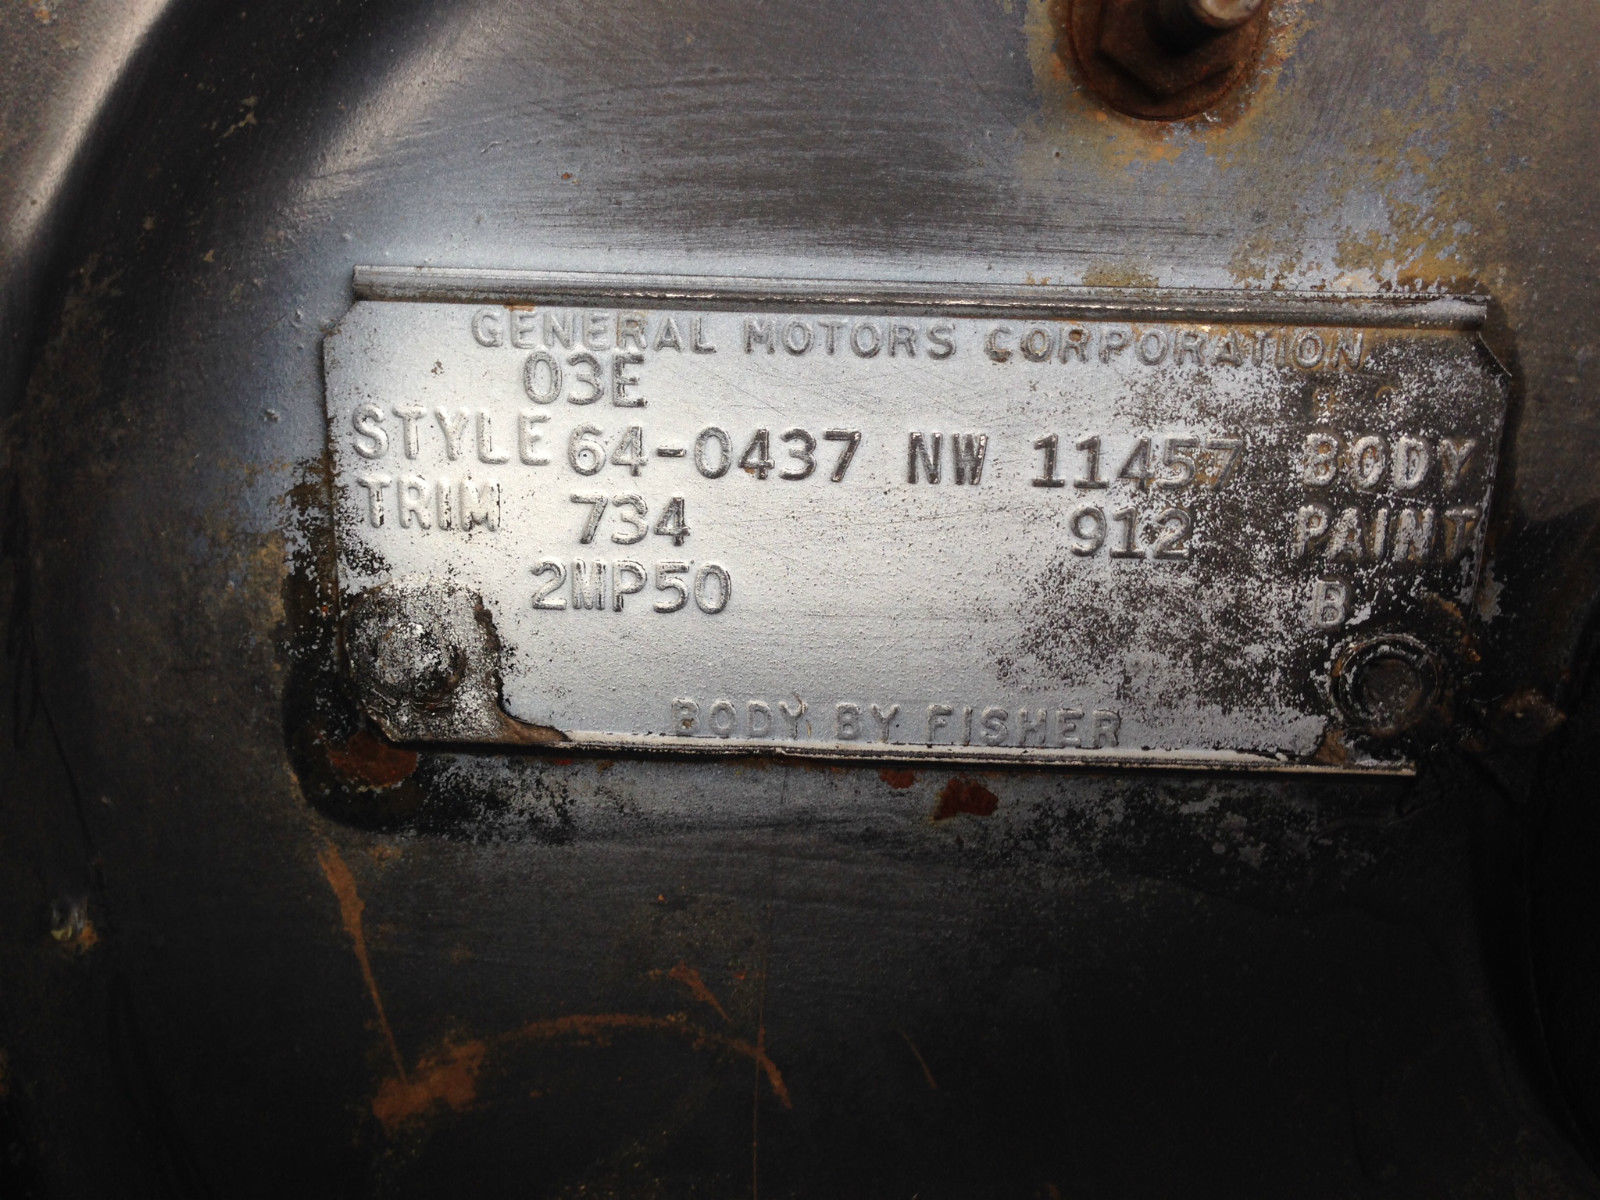 GENERAL MOTORS CORPORATION
03E
STYLE 64-0437 NW 11457 BODY
TRIM 734 912 PAINT
2MP50 B
BODY BY FISHER